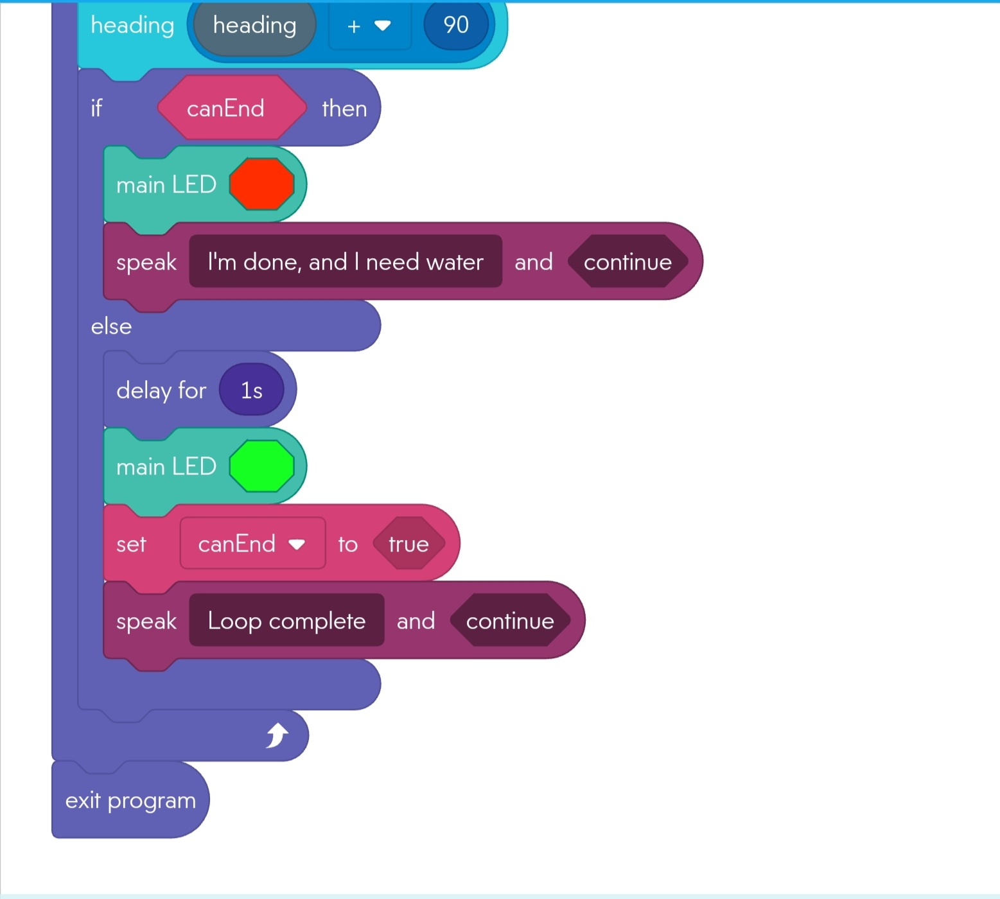 heading heading + 90
if canEnd then
main LED
speak I'm done, and I need water and continue
else
delay for 1s
main LED
set canEnd to true
speak Loop complete and continue
exit program